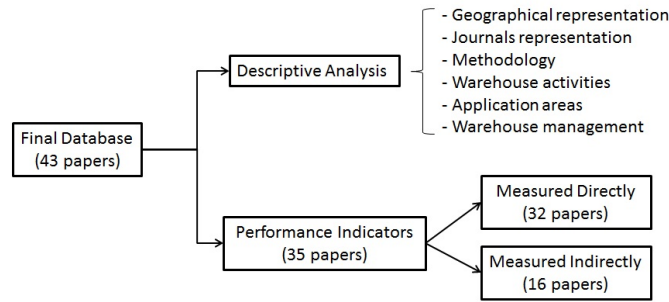 Final Database
(43 papers)
Descriptive Analysis
- Geographical representation
- Journals representation
- Methodology
- Warehouse activities
- Application areas
- Warehouse management
Performance Indicators
(35 papers)
Measured Directly
(32 papers)
Measured Indirectly
(16 papers)